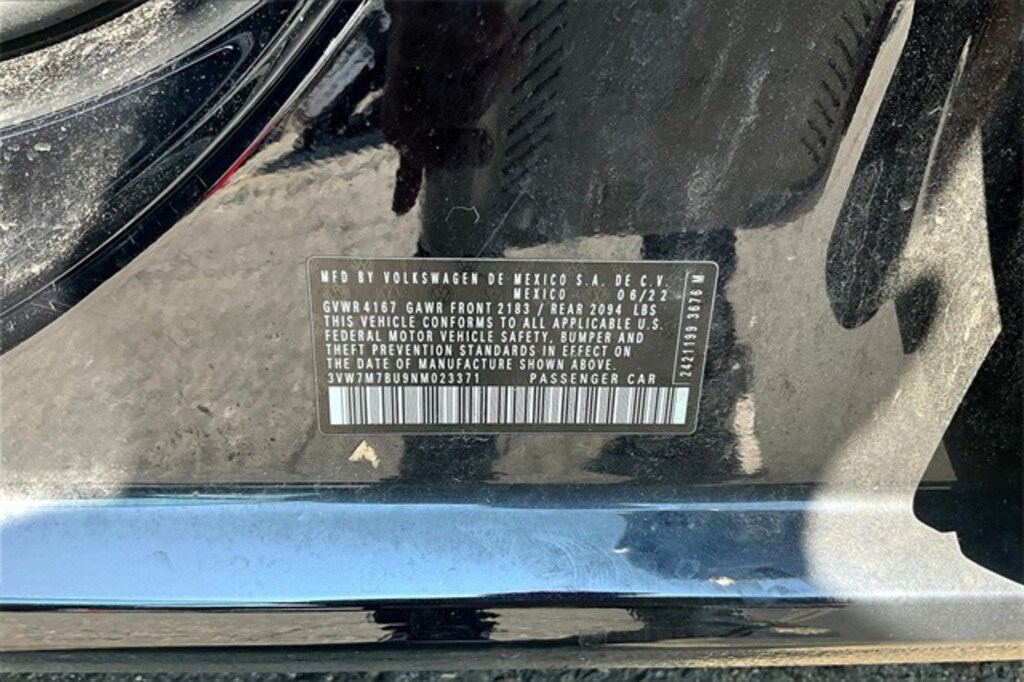 MFD BY VOLKSWAGEN DE MEXICO S.A. DE C.V.
MEXICO 06/22
GVWR 4167 GAWR FRONT 2183 / REAR 2094 LBS
THIS VEHICLE CONFORMS TO ALL APPLICABLE U.S.
FEDERAL MOTOR VEHICLE SAFETY, BUMPER AND
THEFT PREVENTION STANDARDS IN EFFECT ON
THE DATE OF MANUFACTURE SHOWN ABOVE.
3VW7M7BU9NM023371 PASSENGER CAR
2421199 3676 M